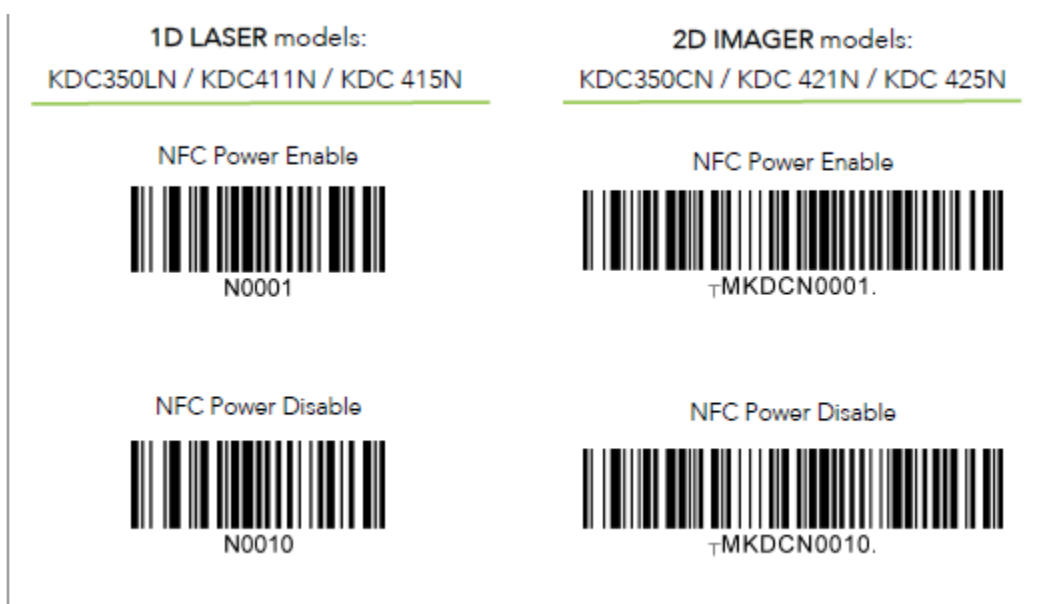 1D LASER models:
KDC350LN / KDC411N / KDC 415N
NFC Power Enable
N0001
NFC Power Disable
N0010
2D IMAGER models:
KDC350CN / KDC 421N / KDC 425N
NFC Power Enable
┬MKDCN0001.
NFC Power Disable
┬MKDCN0010.